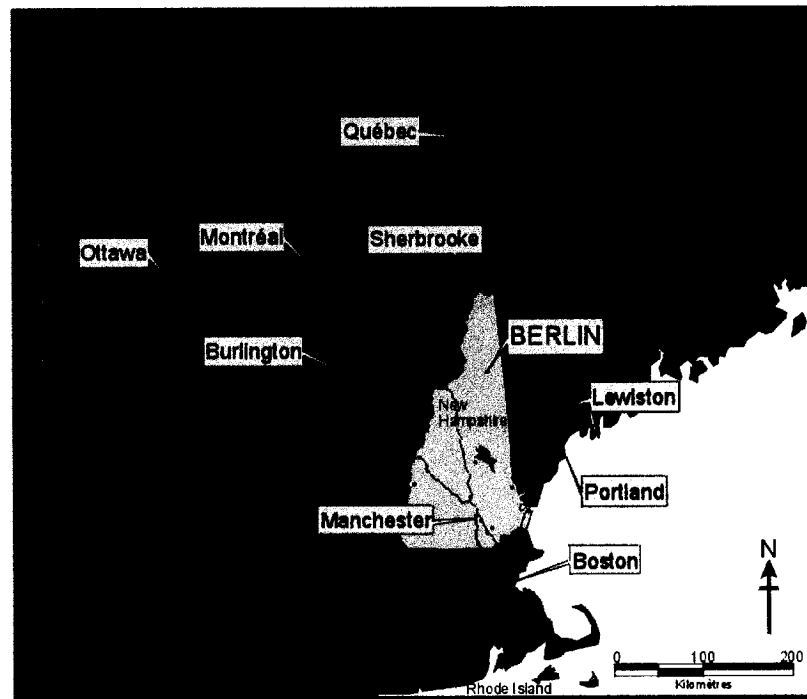 Québec
Ottawa
Montréal
Sherbrooke
BERLIN
Burlington
Lewiston
New
Hampshire
Portland
Manchester
N
Boston
0 100 200
Kilomètres
Rhode Island